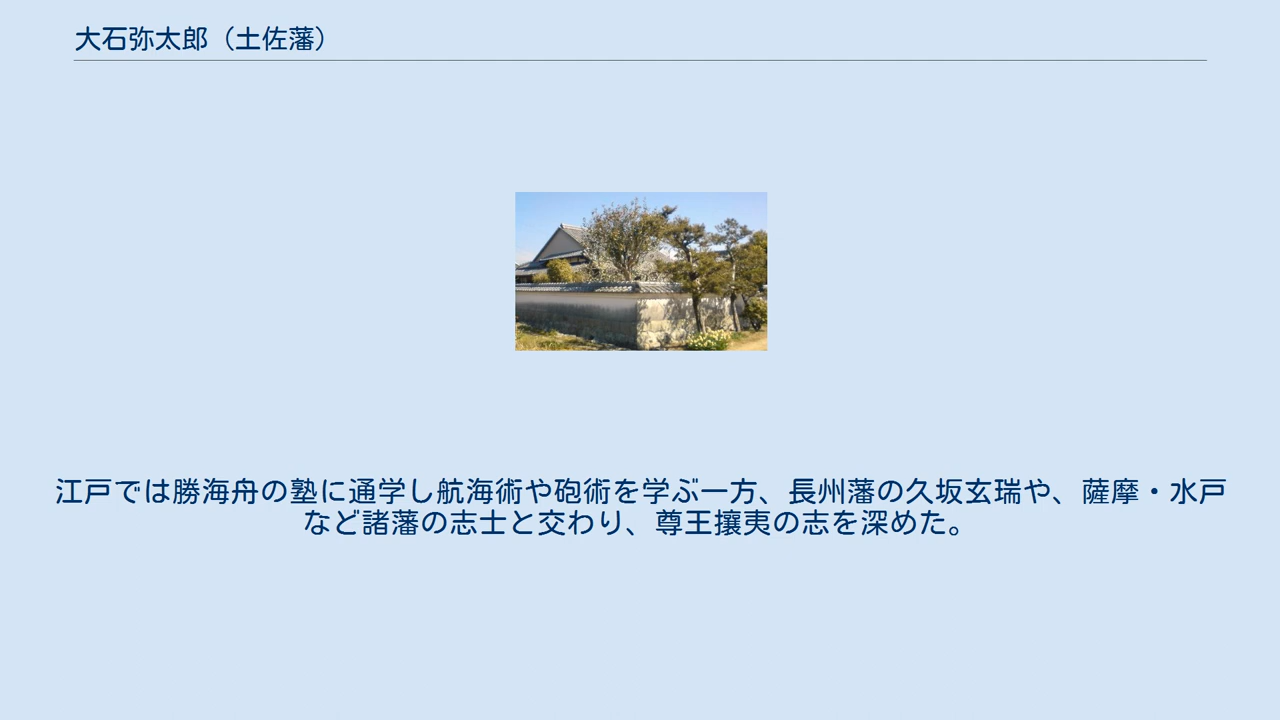 大石弥太郎（土佐藩）
江戸では勝海舟の塾に通学し航海術や砲術を学ぶ一方、長州藩の久坂玄瑞や、薩摩・水戸
など諸藩の志士と交わり、尊王攘夷の志を深めた。